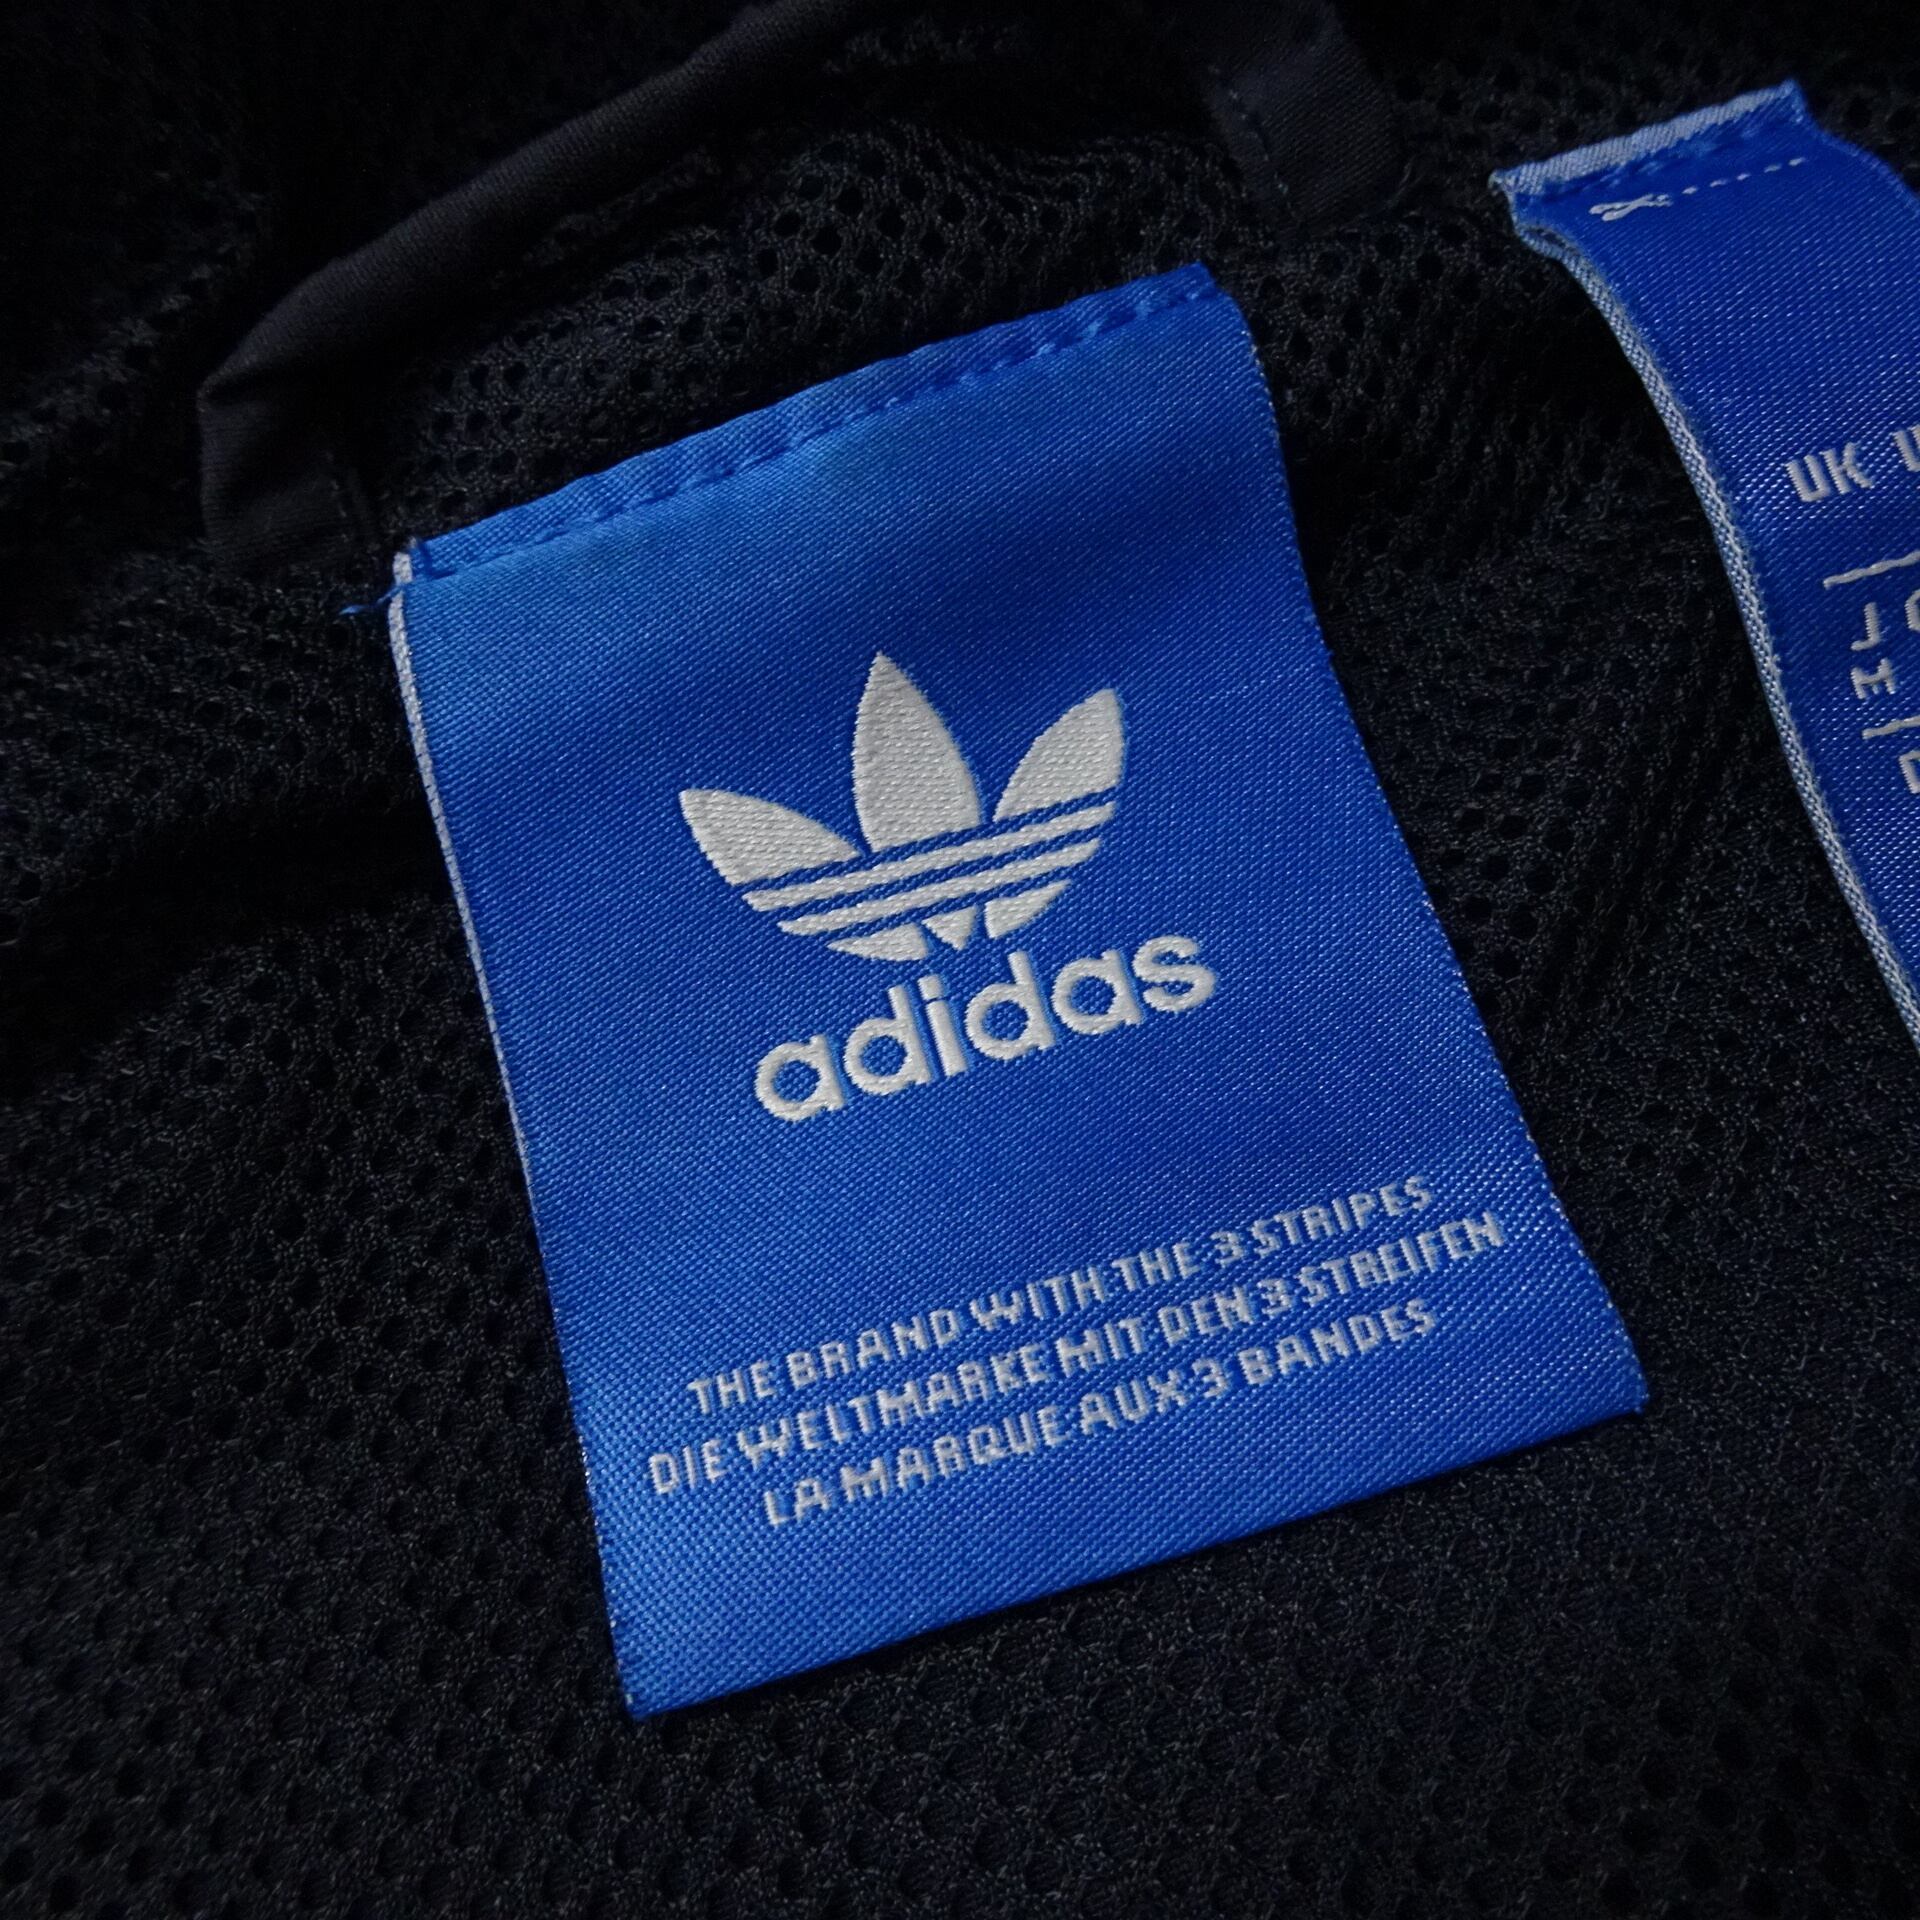 adidas
THE BRAND WITH THE 3 STRIPES
DIE WELTMARKE MIT DEN 3 STREIFEN
LA MARQUE AUX 3 BANDES
UK
J
M